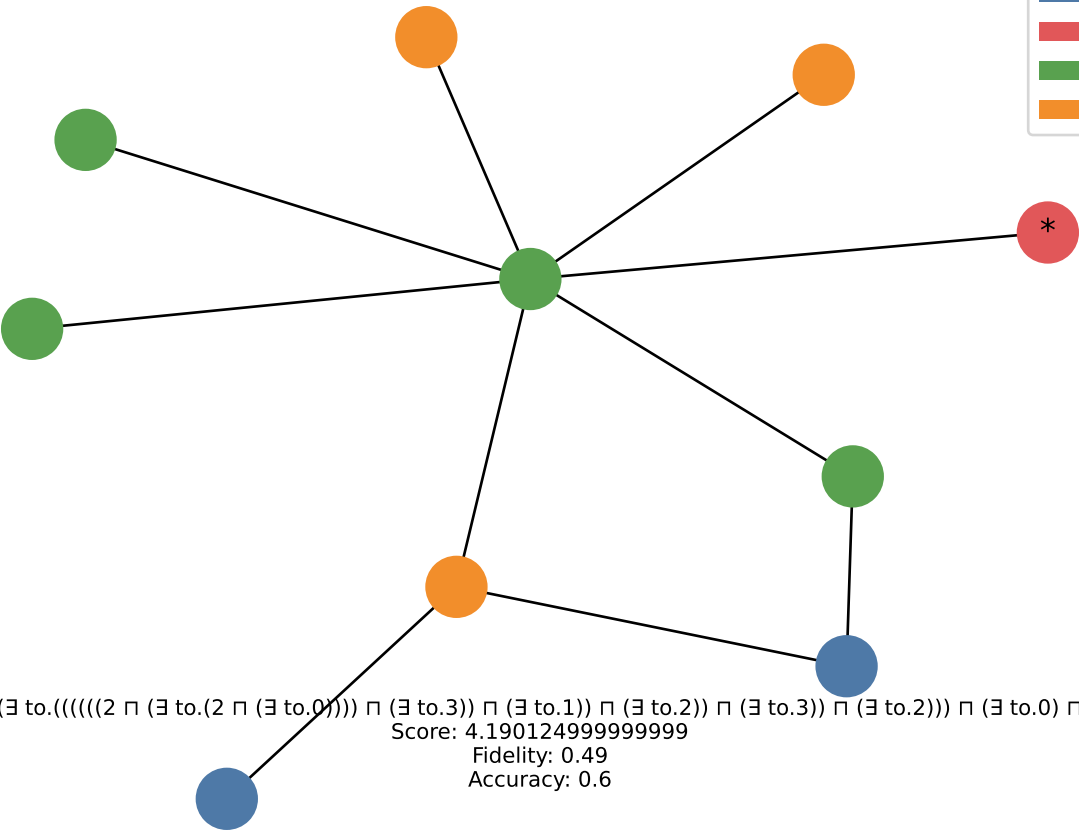 *
(∃ to.((((((2 ⊓ (∃ to.(2 ⊓ (∃ to.0)))) ⊓ (∃ to.3)) ⊓ (∃ to.1)) ⊓ (∃ to.2)) ⊓ (∃ to.3)) ⊓ (∃ to.2))) ⊓ (∃ to.0) ⊓
Score: 4.190124999999999
Fidelity: 0.49
Accuracy: 0.6